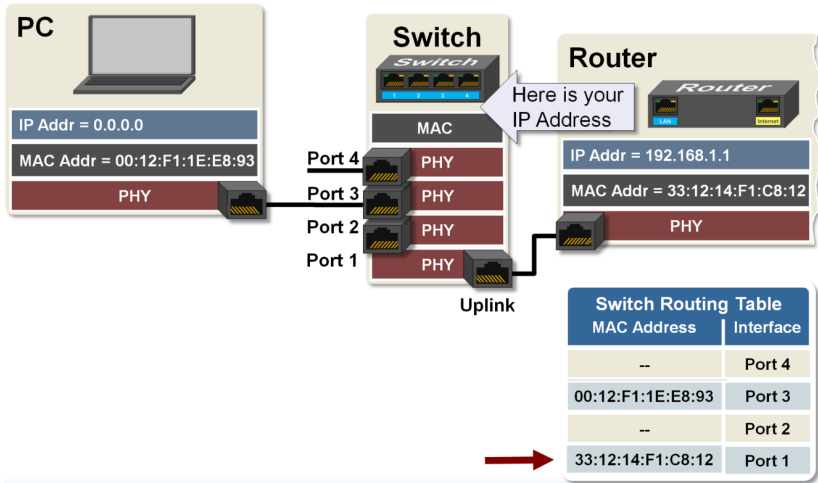 PC
IP Addr = 0.0.0.0
MAC Addr = 00:12:F1:1E:E8:93
PHY
Switch
Switch
1 2 3 4
MAC
Port 4
PHY
Port 3
PHY
Port 2
PHY
Port 1
PHY
Uplink
Here is your
IP Address
Router
Router
LAN
Internet
IP Addr = 192.168.1.1
MAC Addr = 33:12:14:F1:C8:12
PHY
Switch Routing Table
MAC Address Interface
-- Port 4
00:12:F1:1E:E8:93 Port 3
-- Port 2
33:12:14:F1:C8:12 Port 1